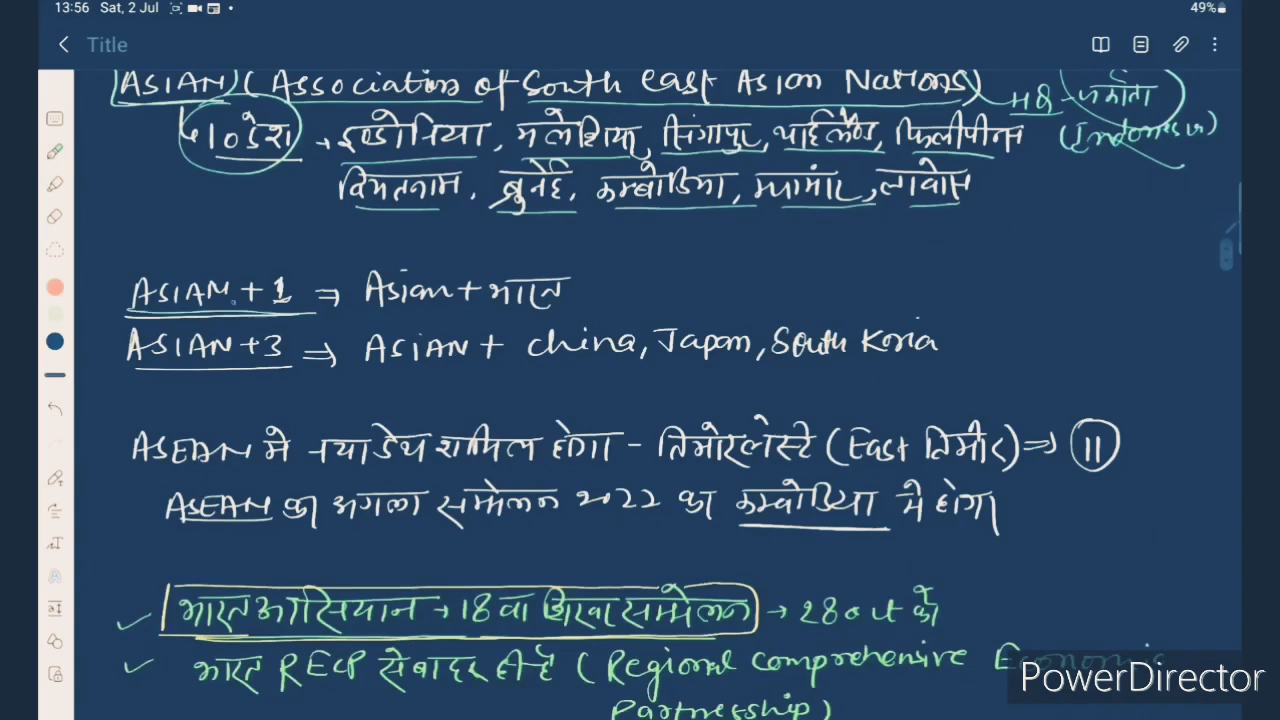 13:56 Sat, 2 Jul 49%
Title
ASIAN (Association of South east Asian Nations) HQ - जकार्ता
(Indonesia)
10 देश → इण्डोनेशिया, मलेशिया, सिंगापुर, थाईलैण्ड, फिलीपीन्स
वियतनाम, ब्रुनेई, कम्बोडिया, म्यामांर, लावोस
ASIAN + 1 ⇒ Asian + भारत
ASIAN +3 ⇒ ASIAN + china, Japan, South Koria
ASEAN मे नया देश शामिल होगा - तिमोरलेस्टे (East तिमोर) ⇒ 11
ASEAN का अगला सम्मेलन 2022 का कम्बोडिया मे होगा
भारत आसियान → 18 वा शिखर सम्मेलन → 28 oct को
भारत RECP से बाहर ही है (Regional comprehensive Economic
Partnership)
PowerDirector